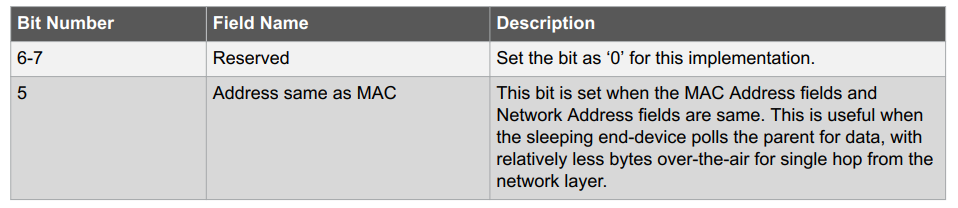 Bit Number Field Name Description
6-7 Reserved Set the bit as ‘0’ for this implementation.
5 Address same as MAC This bit is set when the MAC Address fields and
Network Address fields are same. This is useful when
the sleeping end-device polls the parent for data, with
relatively less bytes over-the-air for single hop from the
network layer.